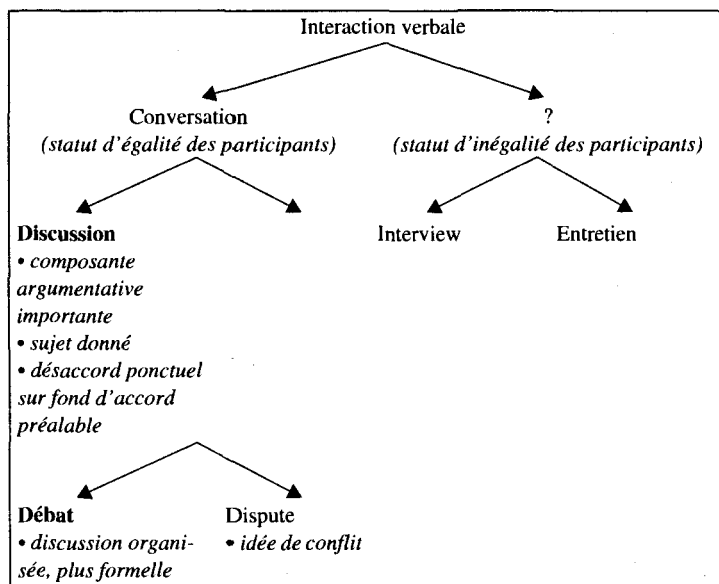 Interaction verbale
Conversation
(statut d'égalité des participants)
?
(statut d'inégalité des participants)
Discussion
• composante
argumentative
importante
• sujet donné
• désaccord ponctuel
sur fond d'accord
préalable
Interview
Entretien
Débat
• discussion organi-
sée, plus formelle
Dispute
• idée de conflit